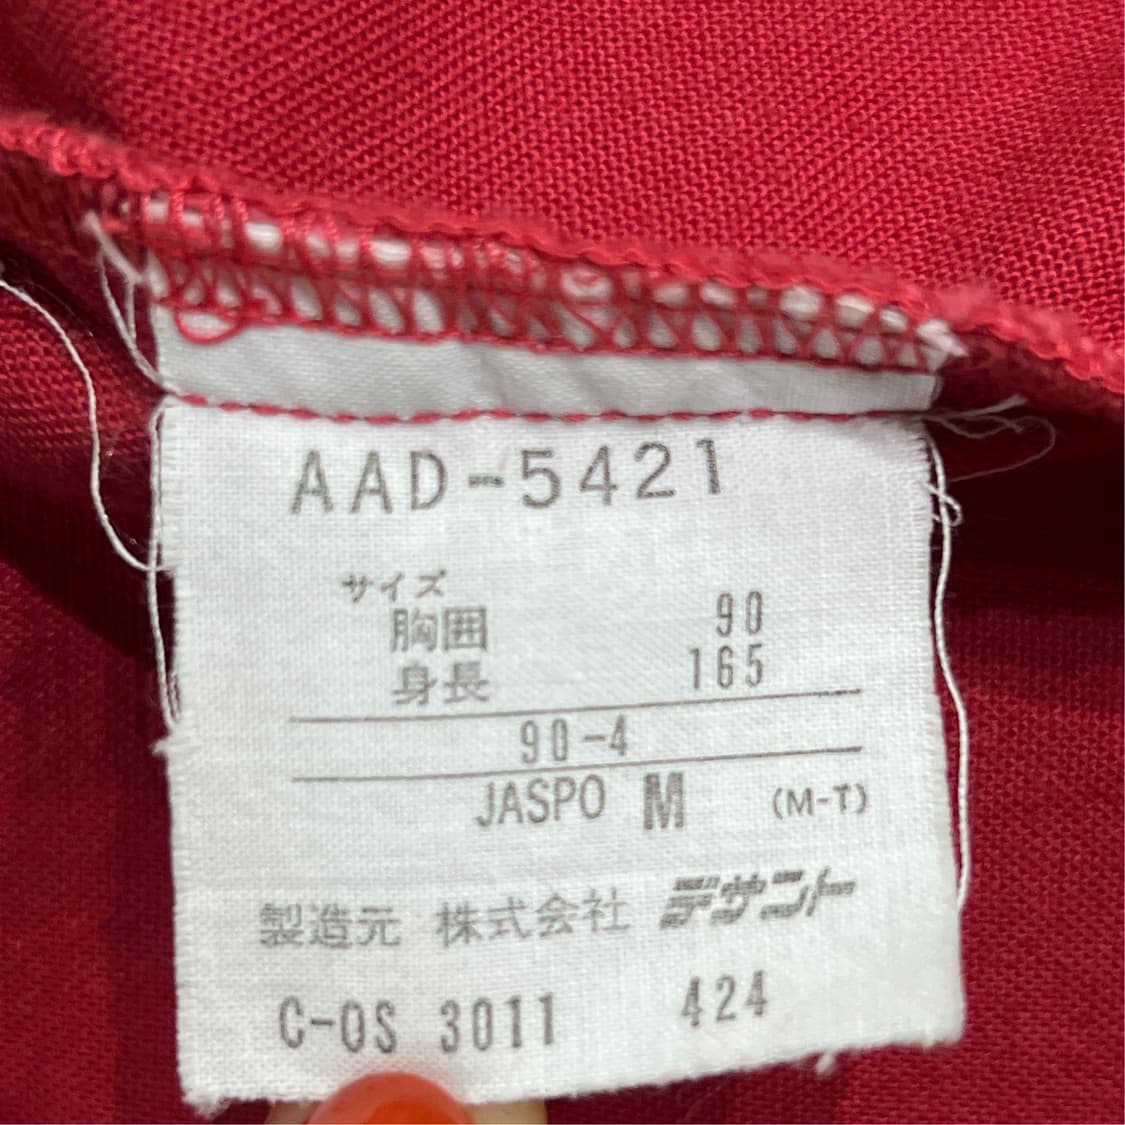 AAD-5421
サイズ
胸囲 90
身長 165
90-4
JASPO M (M-T)
製造元 株式会社 デサント
C-OS 3011 424